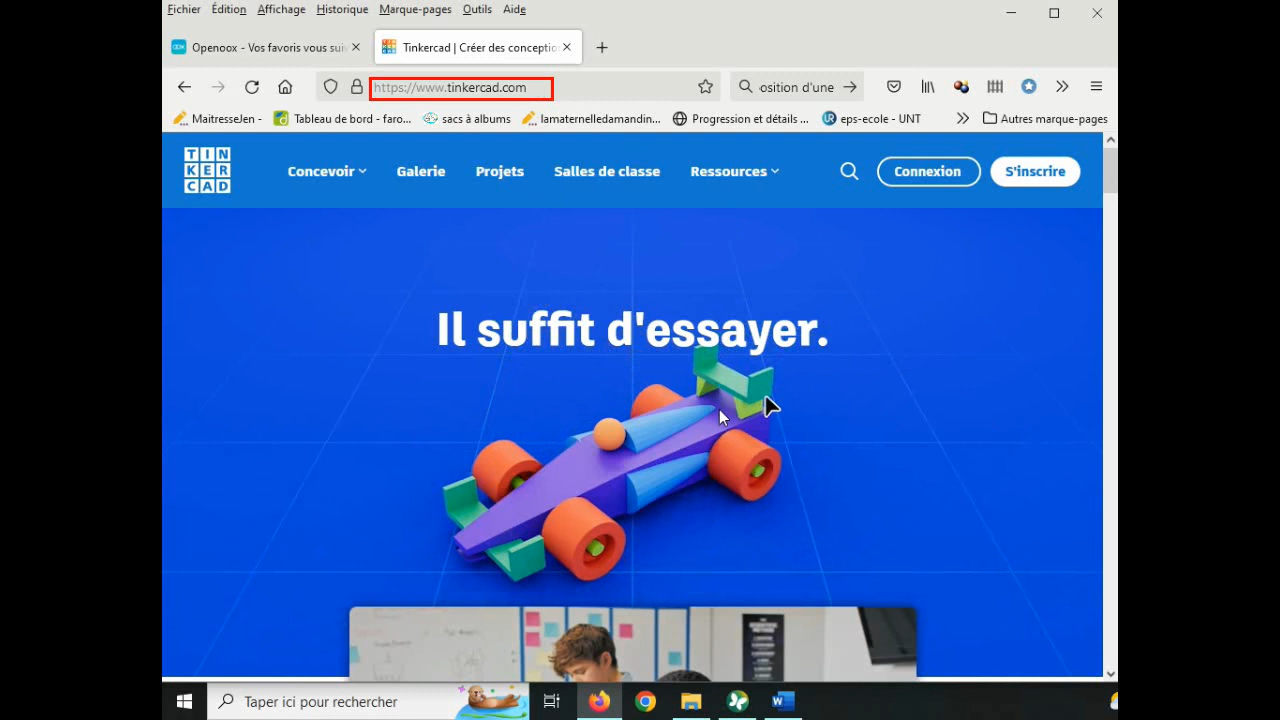 Fichier Édition Affichage Historique Marque-pages Outils Aide
Openoox - Vos favoris vous suiv
Tinkercad | Créer des conceptio
https://www.tinkercad.com
osition d'une
MaitresseJen -
Tableau de bord - faro...
sacs à albums
lamaternelledamandin...
Progression et détails ...
eps-ecole - UNT
Autres marque-pages
TIN
KER
CAD
Concevoir
Galerie
Projets
Salles de classe
Ressources
Connexion
S'inscrire
Il suffit d'essayer.
Taper ici pour rechercher